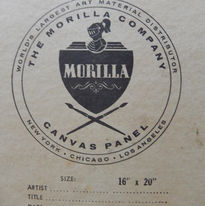 WORLD'S LARGEST ART MATERIAL DISTRIBUTOR
THE MORILLA COMPANY
MORILLA
CANVAS PANEL
NEW YORK • CHICAGO • LOS ANGELES
SIZE: 16" x 20"
ARTIST
TITLE